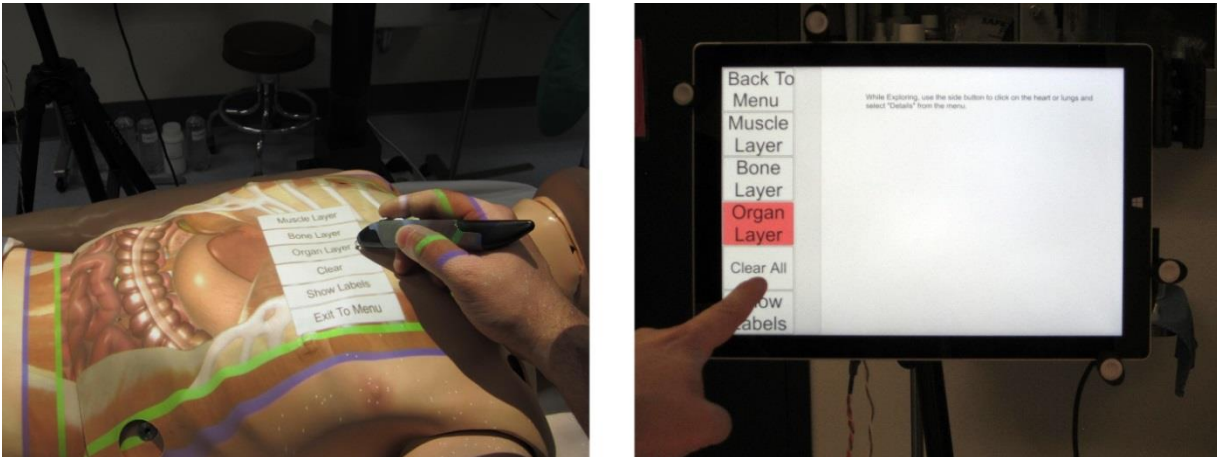 Muscle Layer
Bone Layer
Organ Layer
Clear
Show Labels
Exit To Menu
Back To
Menu
Muscle
Layer
Bone
Layer
Organ
Layer
Clear All
Labels
While Exploring, use the side button to click on the heart or lungs and
select "Details" from the menu.